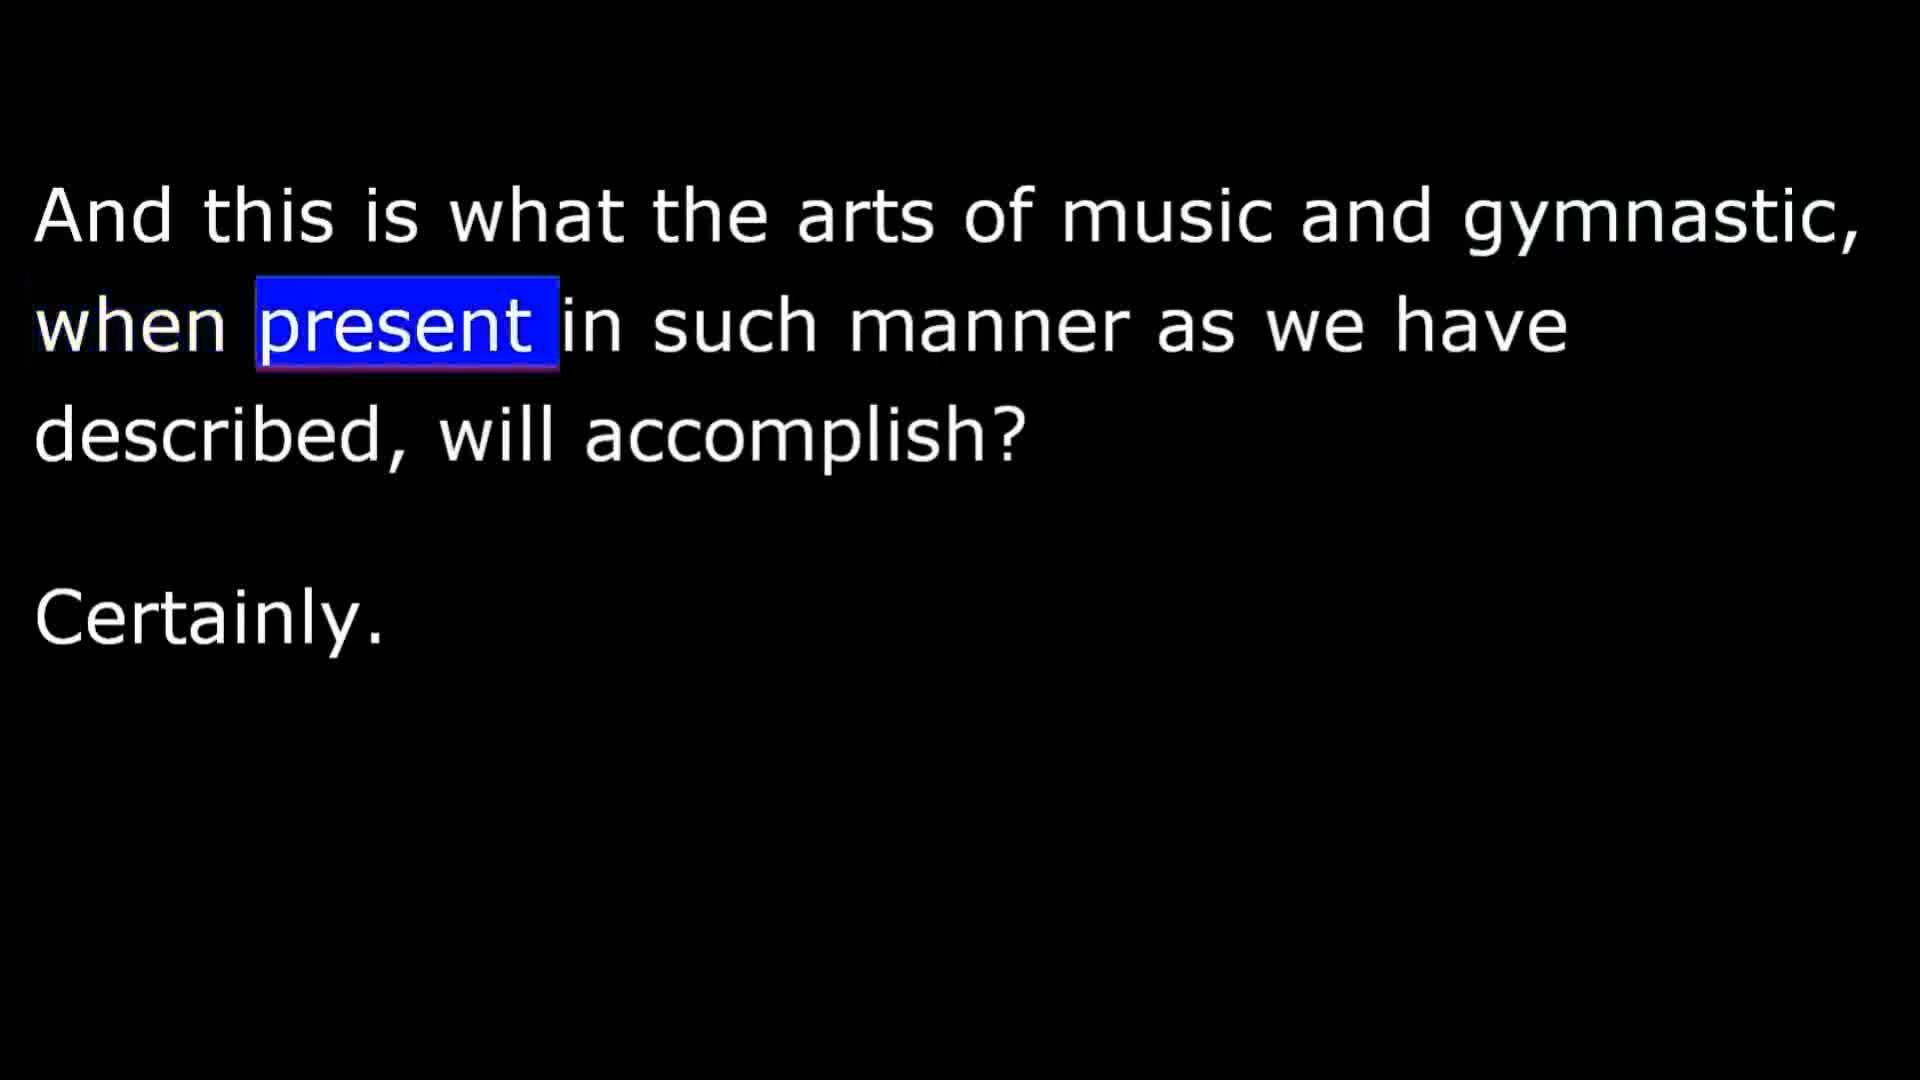 And this is what the arts of music and gymnastic,
when present in such manner as we have
described, will accomplish?
Certainly.